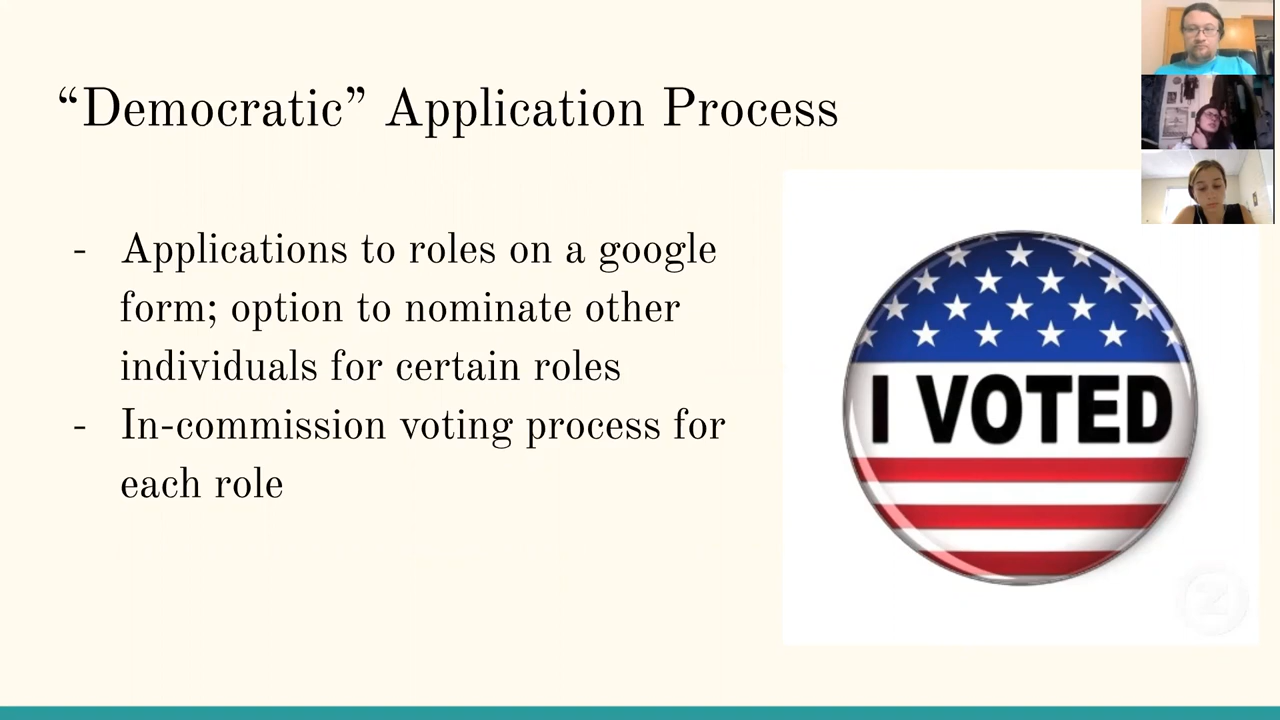 “Democratic” Application Process
- Applications to roles on a google
form; option to nominate other
individuals for certain roles
- In-commission voting process for
each role
I VOTED
2